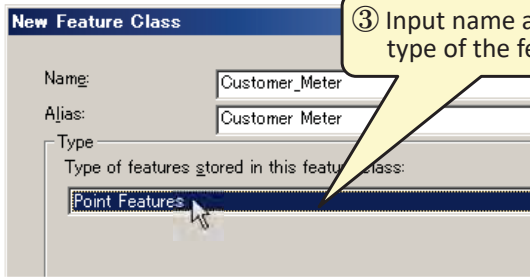 New Feature Class
③ Input name
type of the
Name:
Customer_Meter
Alias:
Customer Meter
Type
Type of features stored in this feature class:
Point Features